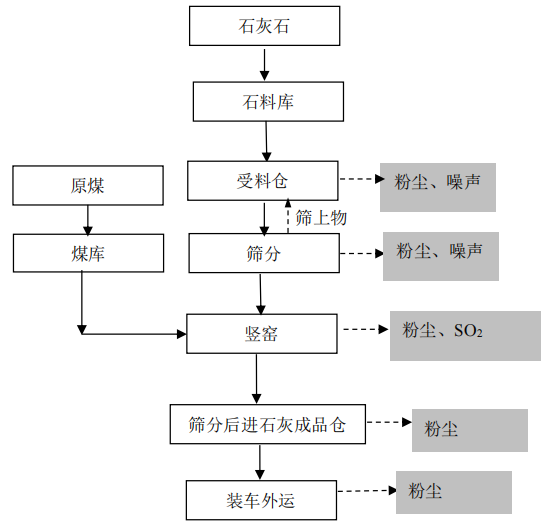 石灰石
石料库
原煤
受料仓
粉尘、噪声
筛上物
煤库
筛分
粉尘、噪声
竖窑
粉尘、SO₂
筛分后进石灰成品仓
粉尘
装车外运
粉尘